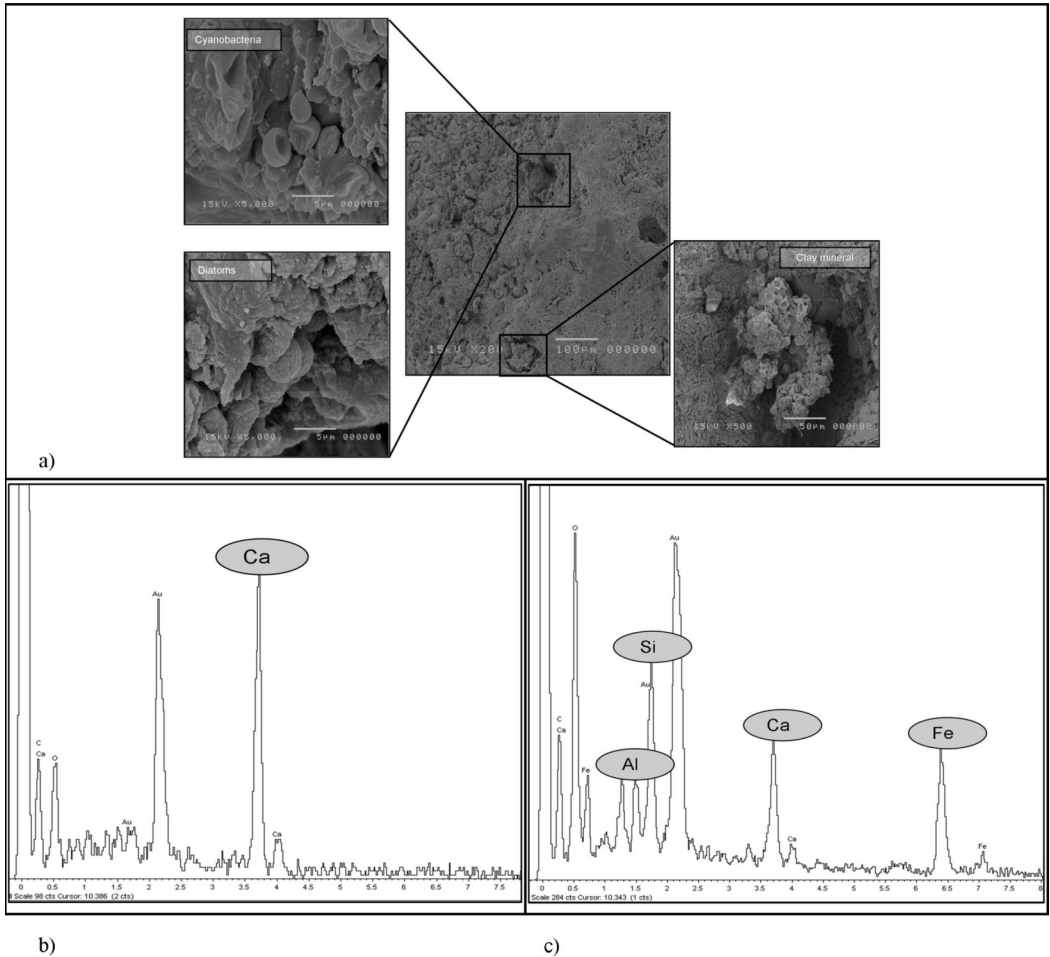 Cyanobacteria
15kV X5,000 5μm 000000
Diatoms
15kV X5,000 5μm 000000
15kV X200 100μm 000000
Clay mineral
15kV X500 50μm 000000
a)
Ca
Au
C
Ca
O
Au
Ca
0 0.5 1 1.5 2 2.5 3 3.5 4 4.5 5 5.5 6 6.5 7 7.5
ll Scale 98 cts Cursor: 10.386 (2 cts)
O
Au
Si
Au
C
Ca
Ca
Fe
Fe
Al
Ca
Fe
0 0.5 1 1.5 2 2.5 3 3.5 4 4.5 5 5.5 6 6.5 7 7.5 8
Scale 284 cts Cursor: 10.343 (1 cts)
b)
c)